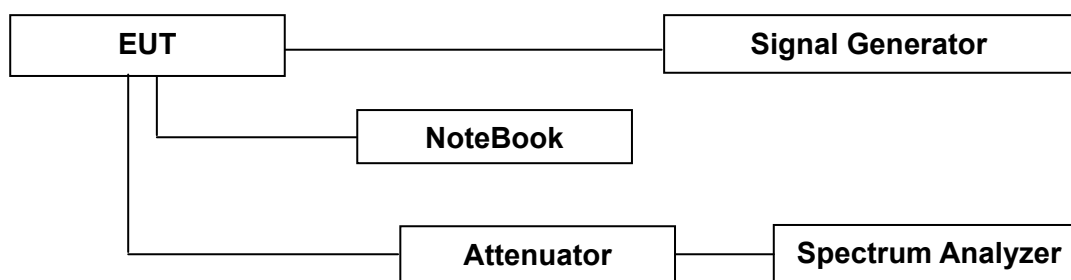 EUT
Signal Generator
NoteBook
Attenuator
Spectrum Analyzer